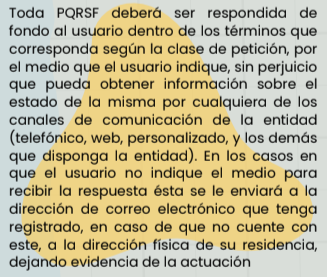 Toda PQRSF deberá ser respondida de
fondo al usuario dentro de los términos que
corresponda según la clase de petición, por
el medio que el usuario indique, sin perjuicio
que pueda obtener información sobre el
estado de la misma por cualquiera de los
canales de comunicación de la entidad
(telefónico, web, personalizado, y los demás
que disponga la entidad). En los casos en
que el usuario no indique el medio para
recibir la respuesta ésta se le enviará a la
dirección de correo electrónico que tenga
registrado, en caso de que no cuente con
este, a la dirección física de su residencia,
dejando evidencia de la actuación